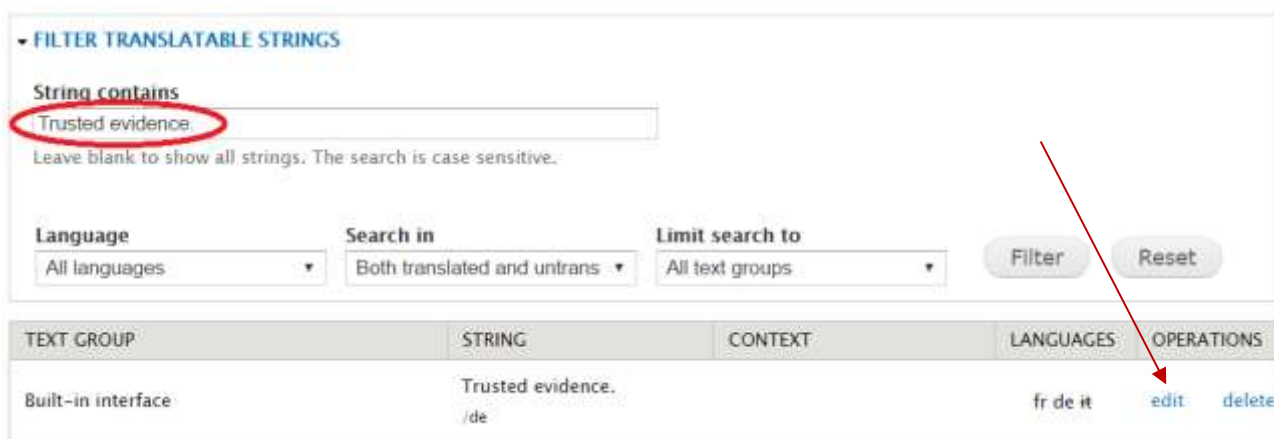 FILTER TRANSLATABLE STRINGS
String contains
Trusted evidence.
Leave blank to show all strings. The search is case sensitive.
Language Search in Limit search to
All languages Both translated and untrans All text groups Filter Reset
TEXT GROUP STRING CONTEXT LANGUAGES OPERATIONS
Built-in interface Trusted evidence. fr de it edit delete
/de